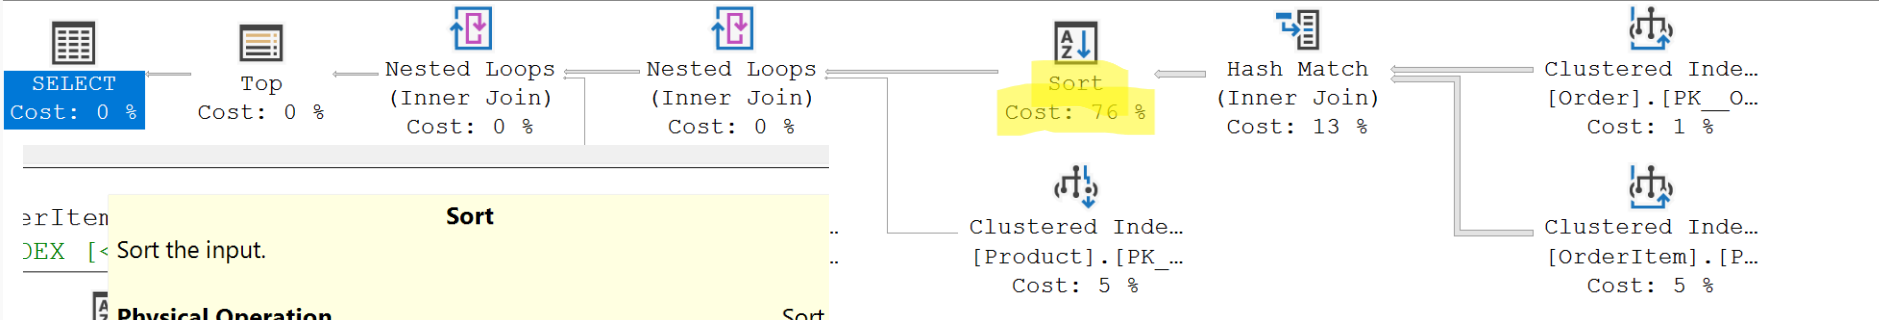 SELECT
Cost: 0 %
Top
Cost: 0 %
Nested Loops
(Inner Join)
Cost: 0 %
Nested Loops
(Inner Join)
Cost: 0 %
Sort
Cost: 76 %
Hash Match
(Inner Join)
Cost: 13 %
Clustered Inde…
[Order].[PK__O…
Cost: 1 %
Clustered Inde…
[Product].[PK_…
Cost: 5 %
Clustered Inde…
[OrderItem].[P…
Cost: 5 %
erIten
DEX [<
Sort
Sort the input.
Physical Operation Sort